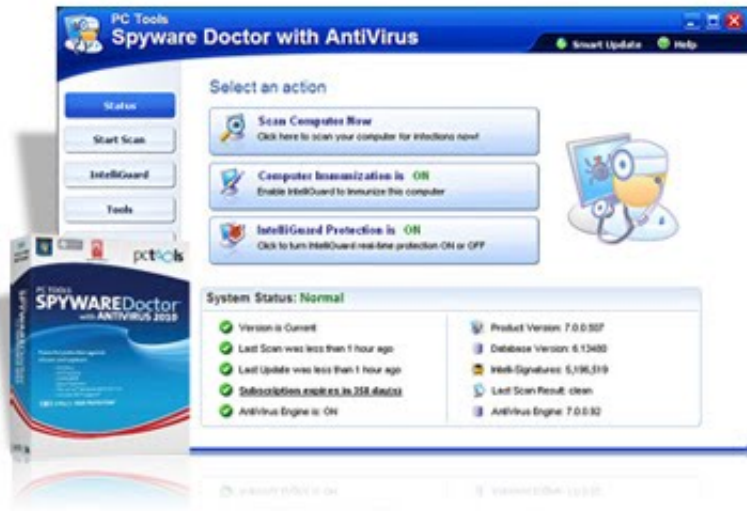 PC Tools
Spyware Doctor with AntiVirus
Smart Update
Help
Select an action
Status
Start Scan
IntelliGuard
Tools
Scan Computer Now
Click here to scan your computer for infections now!
Computer Immunization is ON
Enable IntelliGuard to immunize this computer
IntelliGuard Protection is ON
Click to turn IntelliGuard real-time protection ON or OFF
System Status: Normal
Version is Current
Last Scan was less than 1 hour ago
Last Update was less than 1 hour ago
Subscription expires in 358 day(s)
AntiVirus Engine is: ON
Product Version: 7.0.0.507
Database Version: 6.13480
Intelli-Signatures: 5,196,519
Last Scan Result: clean
AntiVirus Engine: 7.0.0.92
pctools
PC TOOLS
SPYWARE Doctor
with ANTIVIRUS 2010